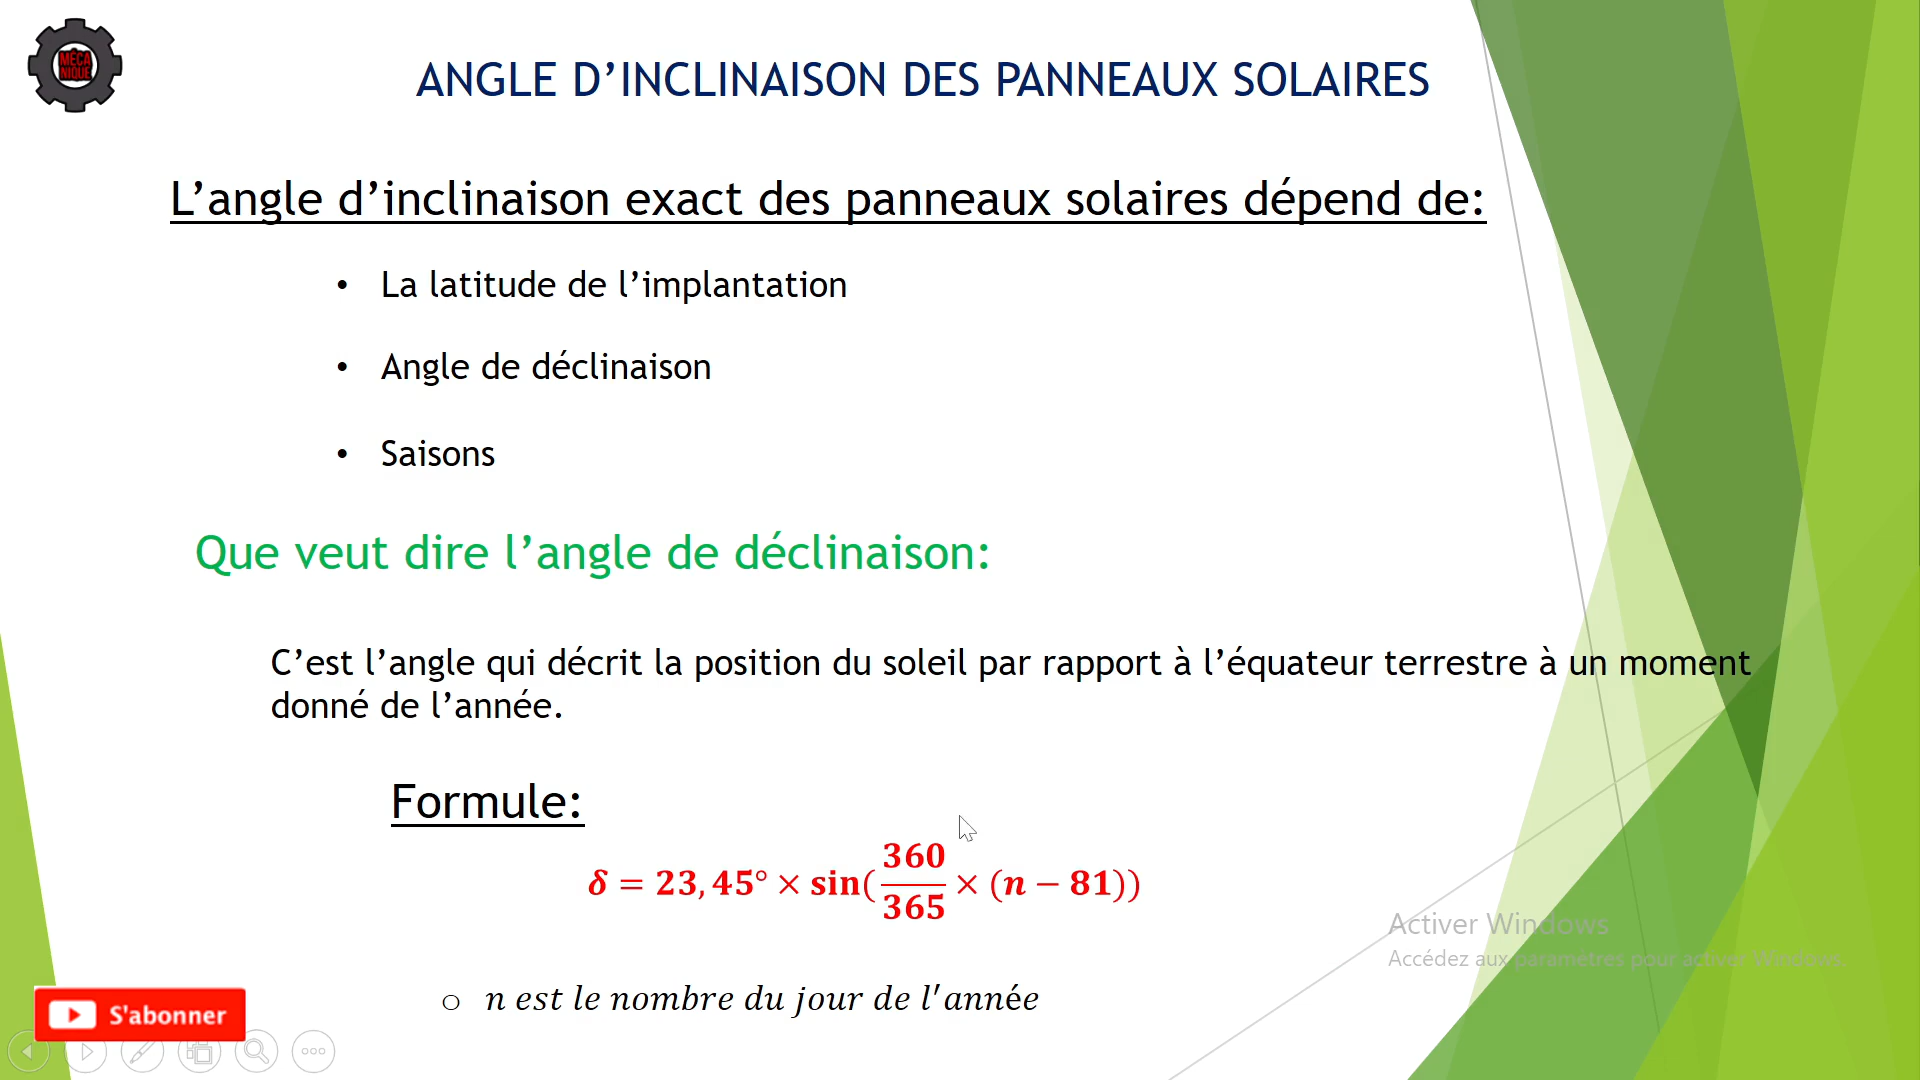 MÉCA
NIQUE
ANGLE D’INCLINAISON DES PANNEAUX SOLAIRES
L’angle d’inclinaison exact des panneaux solaires dépend de:
• La latitude de l’implantation
• Angle de déclinaison
• Saisons
Que veut dire l’angle de déclinaison:
C’est l’angle qui décrit la position du soleil par rapport à l’équateur terrestre à un moment
donné de l’année.
Formule:
δ = 23,45° × sin(360/365 × (n − 81))
Activer Windows
Accédez aux paramètres pour activer Windows.
o n est le nombre du jour de l'année
S'abonner